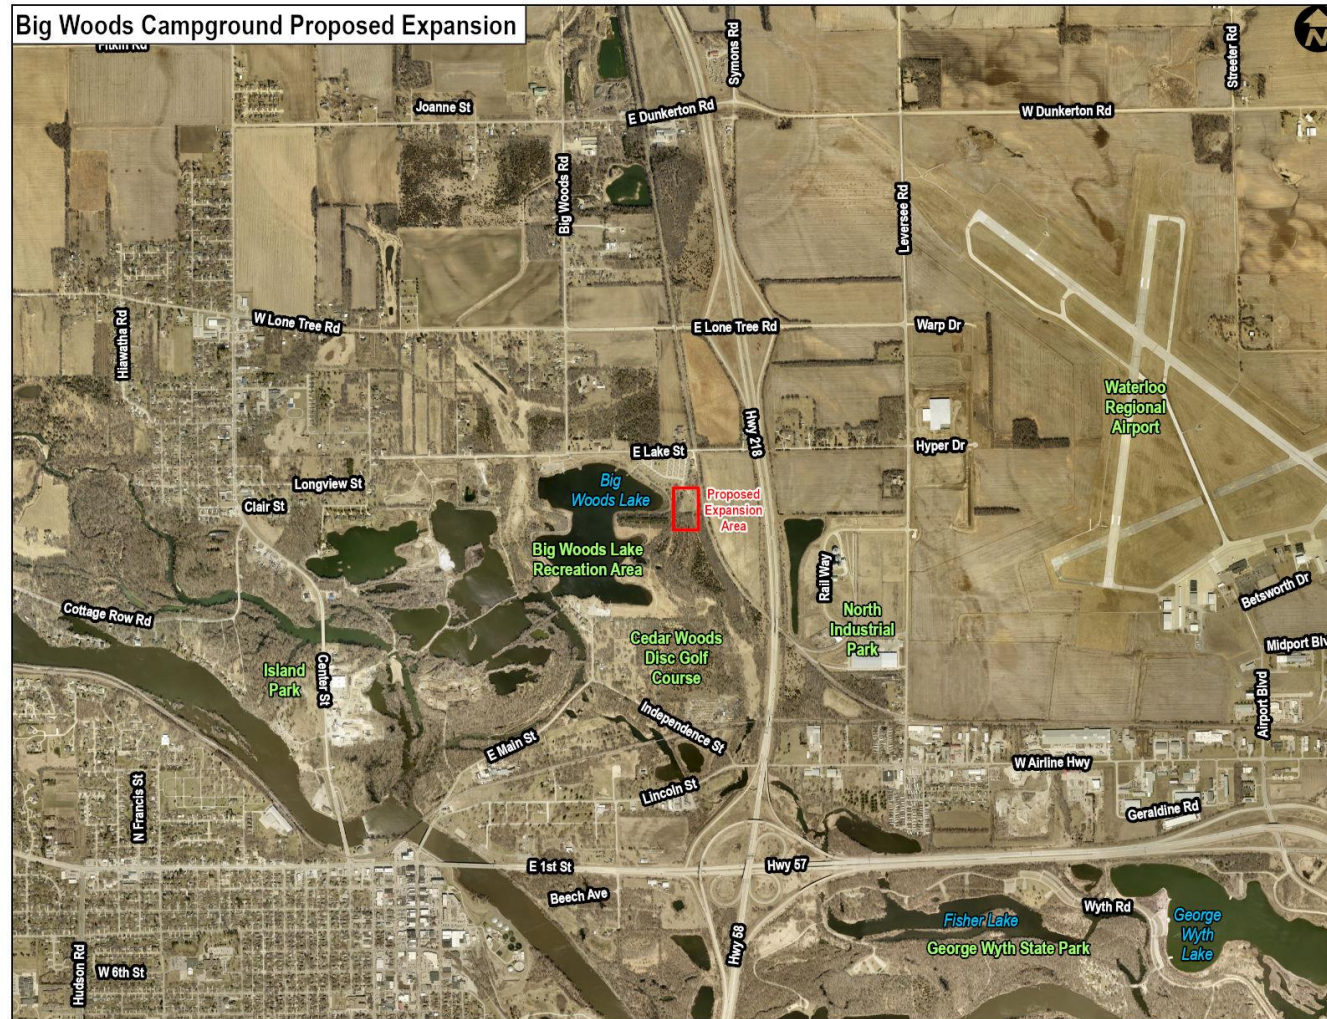 Big Woods Campground Proposed Expansion
N
Pitkin Rd
Symons Rd
Streeter Rd
Joanne St
E Dunkerton Rd
W Dunkerton Rd
Big Woods Rd
Leversee Rd
Hiawatha Rd
W Lone Tree Rd
E Lone Tree Rd
Warp Dr
Waterloo
Regional
Airport
Hwy 218
E Lake St
Hyper Dr
Longview St
Clair St
Big
Woods Lake
Proposed
Expansion
Area
Big Woods Lake
Recreation Area
Rail Way
Betsworth Dr
Cottage Row Rd
North
Industrial
Park
Cedar Woods
Disc Golf
Course
Midport Blv
Island
Park
Center St
Airport Blvd
Independence St
E Main St
W Airline Hwy
Lincoln St
N Francis St
Geraldine Rd
E 1st St
Hwy 57
Beech Ave
Wyth Rd
Fisher Lake
George
Wyth
Lake
George Wyth State Park
Hwy 58
Hudson Rd
W 6th St